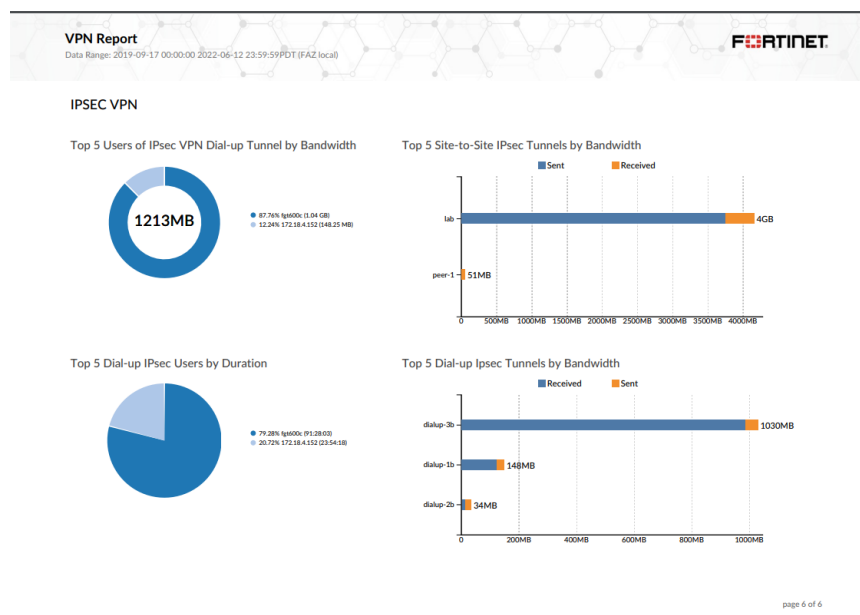 VPN Report
Data Range: 2019-09-17 00:00:00 2022-06-12 23:59:59PDT (FAZ local)
FORTINET
IPSEC VPN
Top 5 Users of IPsec VPN Dial-up Tunnel by Bandwidth
1213MB
87.76% fgt600c (1.04 GB)
12.24% 172.18.4.152 (148.25 MB)
Top 5 Site-to-Site IPsec Tunnels by Bandwidth
Sent Received
lab 4GB
peer-1 51MB
0 500MB 1000MB 1500MB 2000MB 2500MB 3000MB 3500MB 4000MB
Top 5 Dial-up IPsec Users by Duration
79.28% fgt600c (91:28:03)
20.72% 172.18.4.152 (23:54:18)
Top 5 Dial-up Ipsec Tunnels by Bandwidth
Received Sent
dialup-3b 1030MB
dialup-1b 148MB
dialup-2b 34MB
0 200MB 400MB 600MB 800MB 1000MB
page 6 of 6